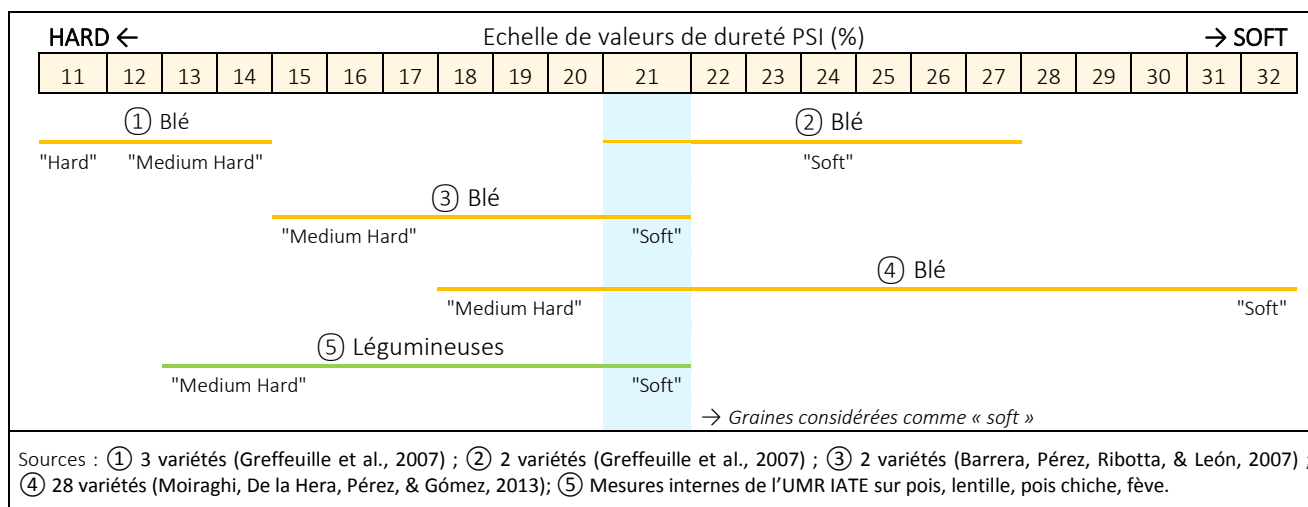 HARD ← Echelle de valeurs de dureté PSI (%) → SOFT
11 12 13 14 15 16 17 18 19 20 21 22 23 24 25 26 27 28 29 30 31 32
① Blé ② Blé
"Hard" "Medium Hard" "Soft"
③ Blé
"Medium Hard" "Soft"
④ Blé
"Medium Hard" "Soft"
⑤ Légumineuses
"Medium Hard" "Soft"
→ Graines considérées comme « soft »
Sources : ① 3 variétés (Greffeuille et al., 2007) ; ② 2 variétés (Greffeuille et al., 2007) ; ③ 2 variétés (Barrera, Pérez, Ribotta, & León, 2007) ;
④ 28 variétés (Moiraghi, De la Hera, Pérez, & Gómez, 2013); ⑤ Mesures internes de l’UMR IATE sur pois, lentille, pois chiche, fève.